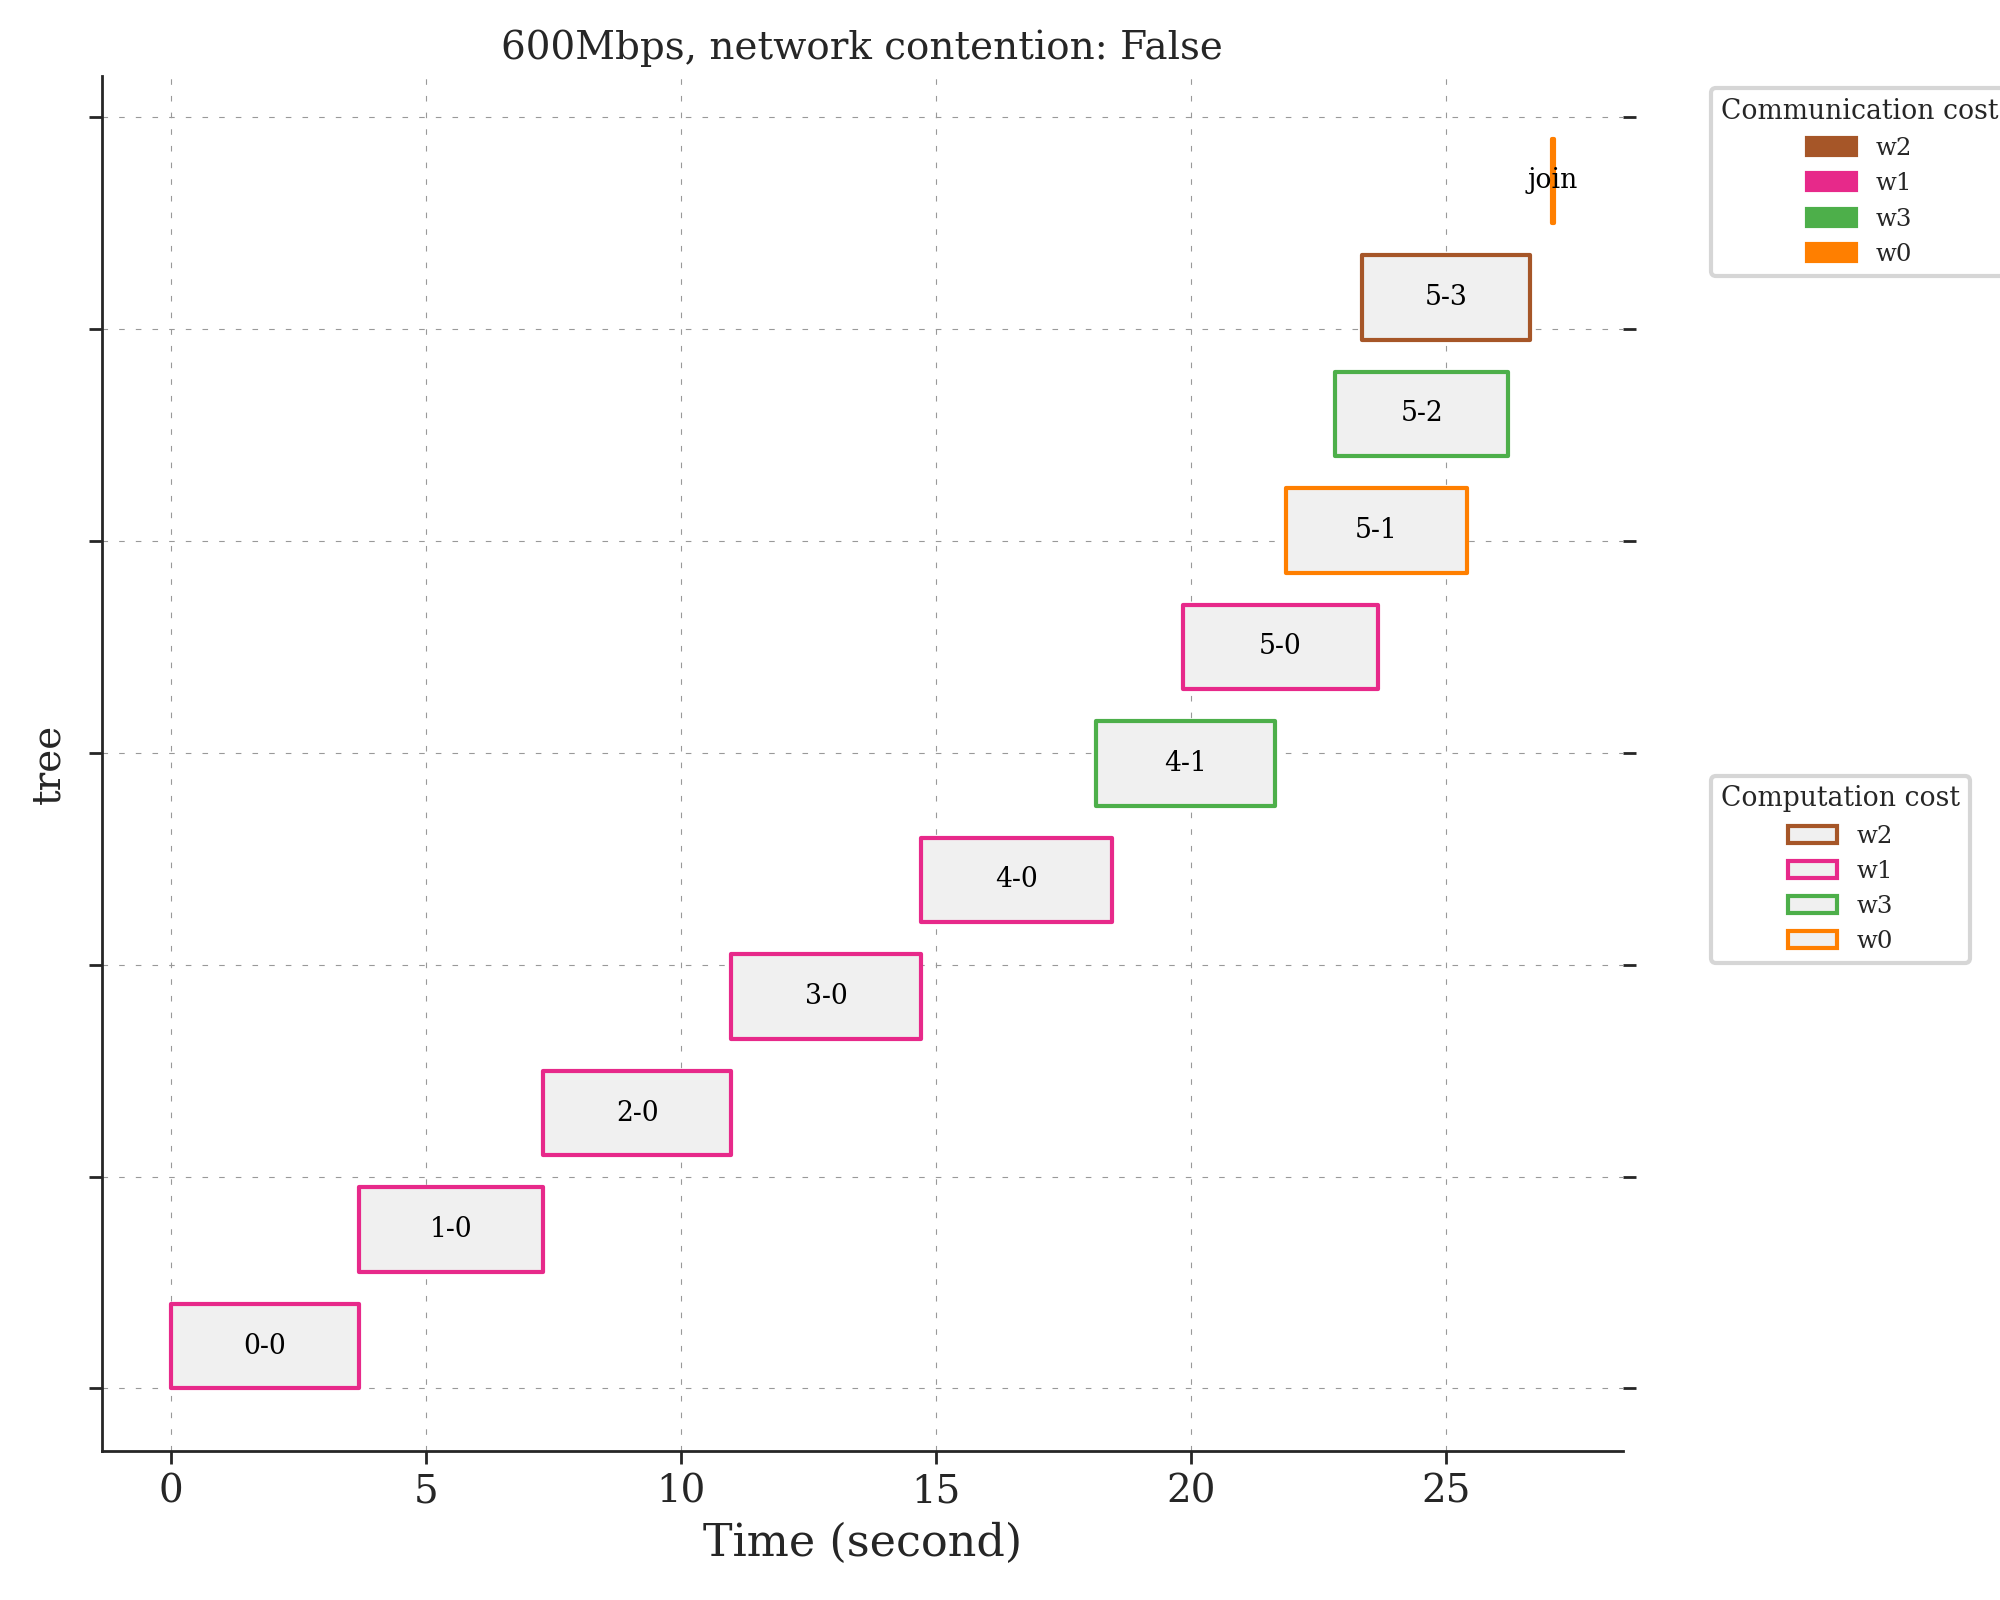 600Mbps, network contention: False
Communication cost
w2
w1
w3
w0
join
5-3
5-2
5-1
5-0
4-1
4-0
3-0
2-0
1-0
0-0
tree
Computation cost
w2
w1
w3
w0
0 5 10 15 20 25
Time (second)